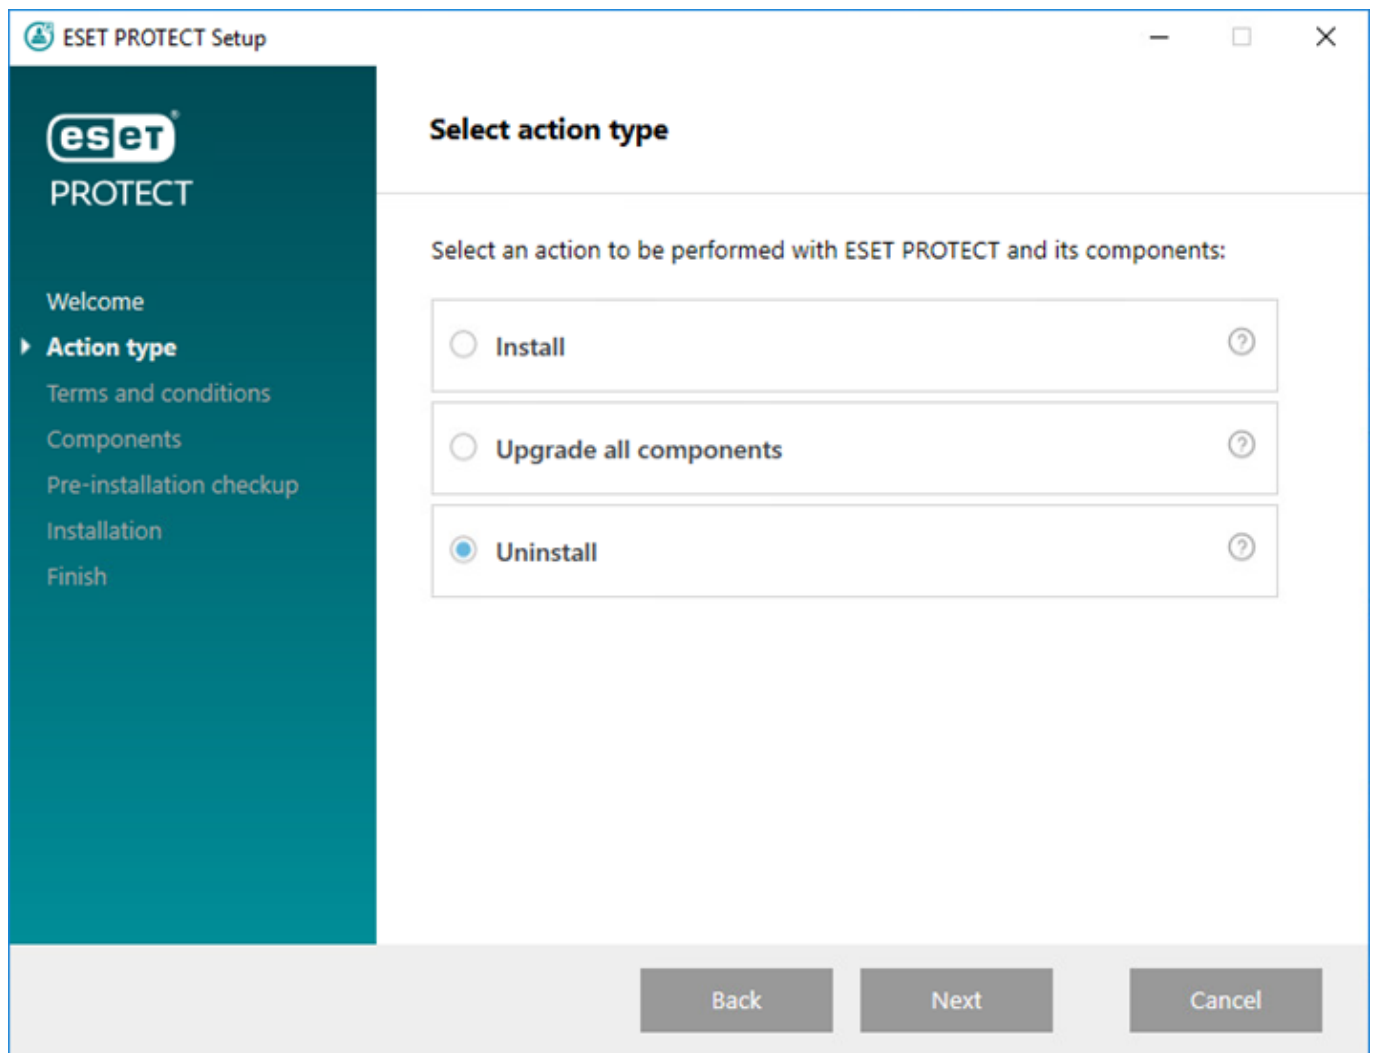 ESET PROTECT Setup
eset®
PROTECT
Welcome
Action type
Terms and conditions
Components
Pre-installation checkup
Installation
Finish
Select action type
Select an action to be performed with ESET PROTECT and its components:
Install
Upgrade all components
Uninstall
Back
Next
Cancel